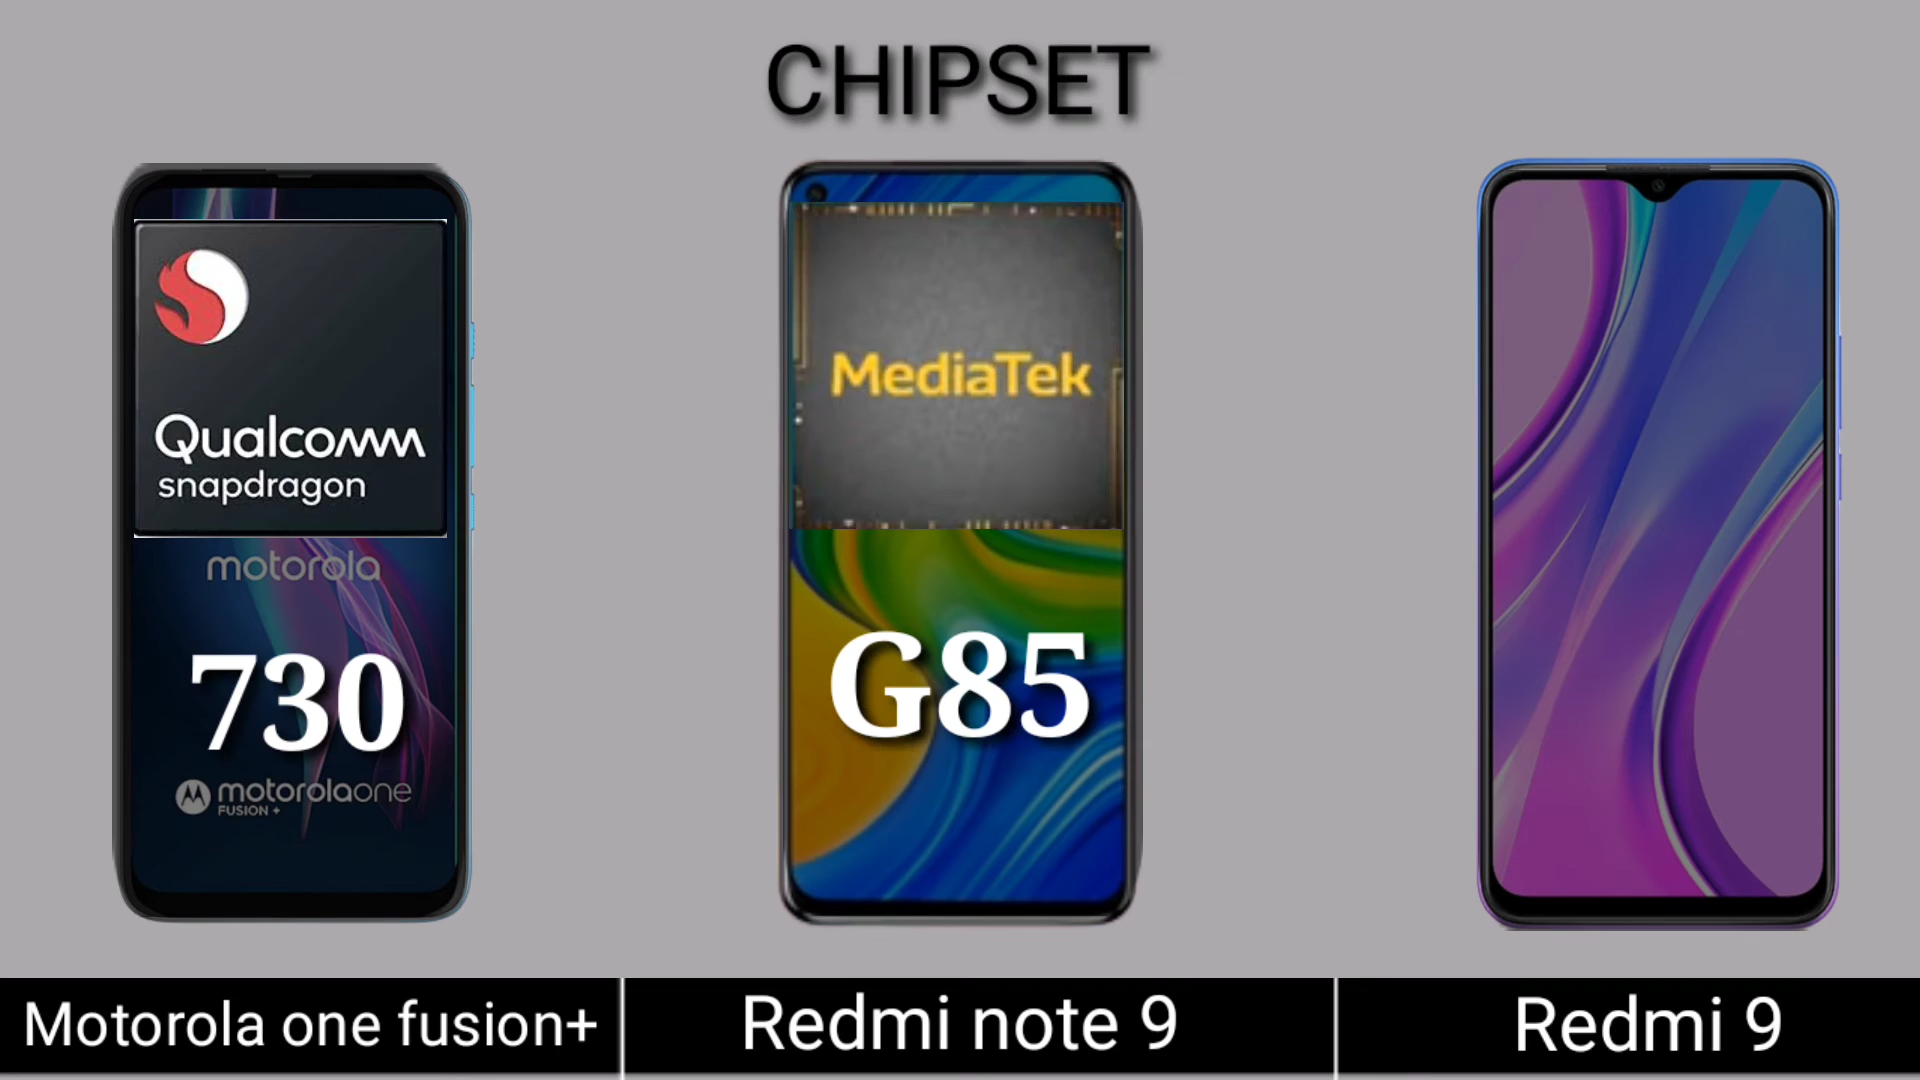 CHIPSET
Qualcomm
snapdragon
motorola
730
motorolaone
FUSION +
MediaTek
G85
Motorola one fusion+
Redmi note 9
Redmi 9